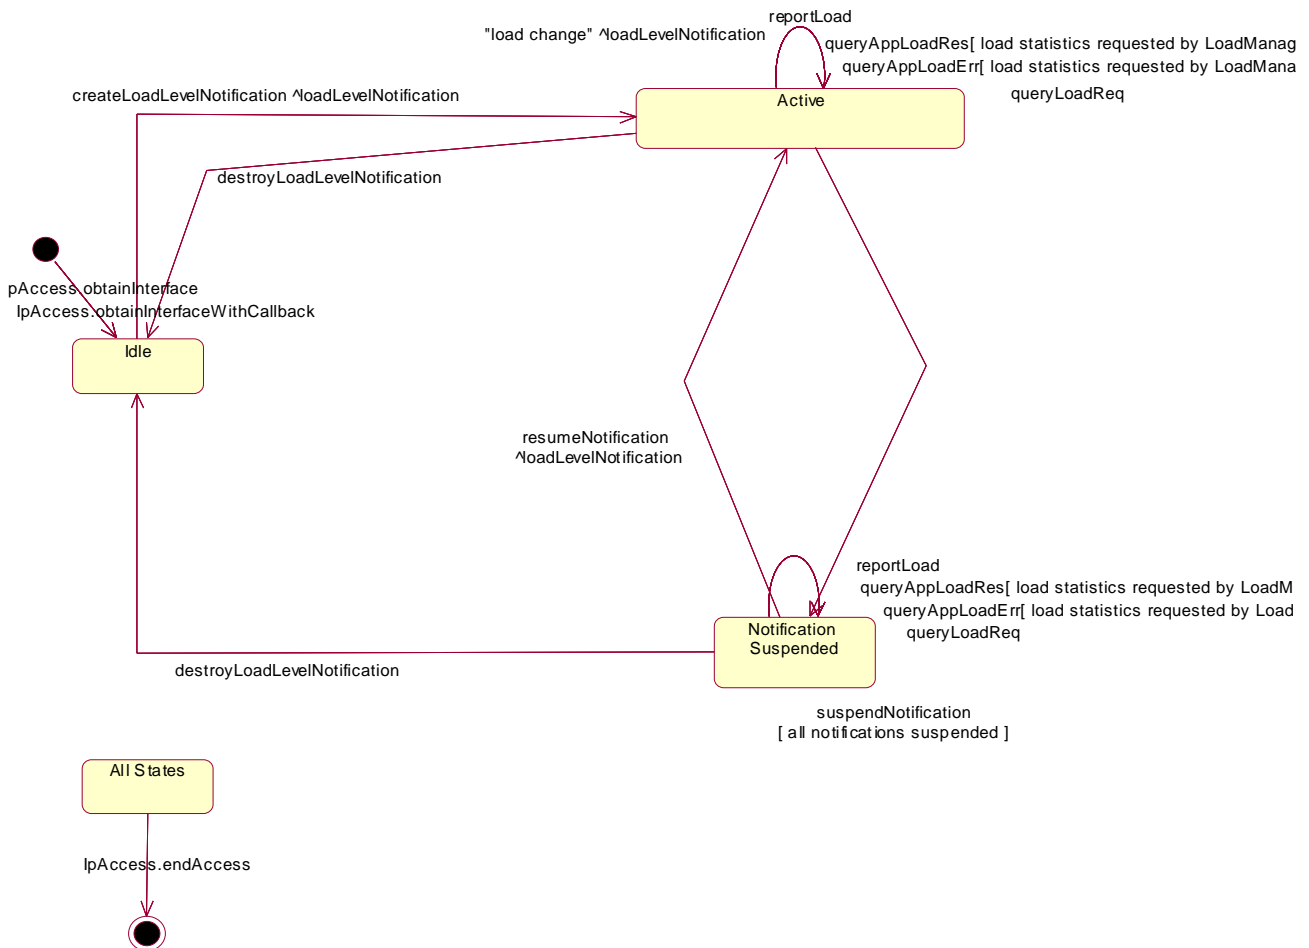 reportLoad
"load change" ^loadLevelNotification
queryAppLoadRes[ load statistics requested by LoadManag
queryAppLoadErr[ load statistics requested by LoadMana
queryLoadReq
Active
createLoadLevelNotification ^loadLevelNotification
destroyLoadLevelNotification
pAccess.obtainInterface
IpAccess.obtainInterfaceWithCallback
Idle
resumeNotification
^loadLevelNotification
reportLoad
queryAppLoadRes[ load statistics requested by LoadM
queryAppLoadErr[ load statistics requested by Load
queryLoadReq
Notification
Suspended
destroyLoadLevelNotification
suspendNotification
[ all notifications suspended ]
All States
IpAccess.endAccess